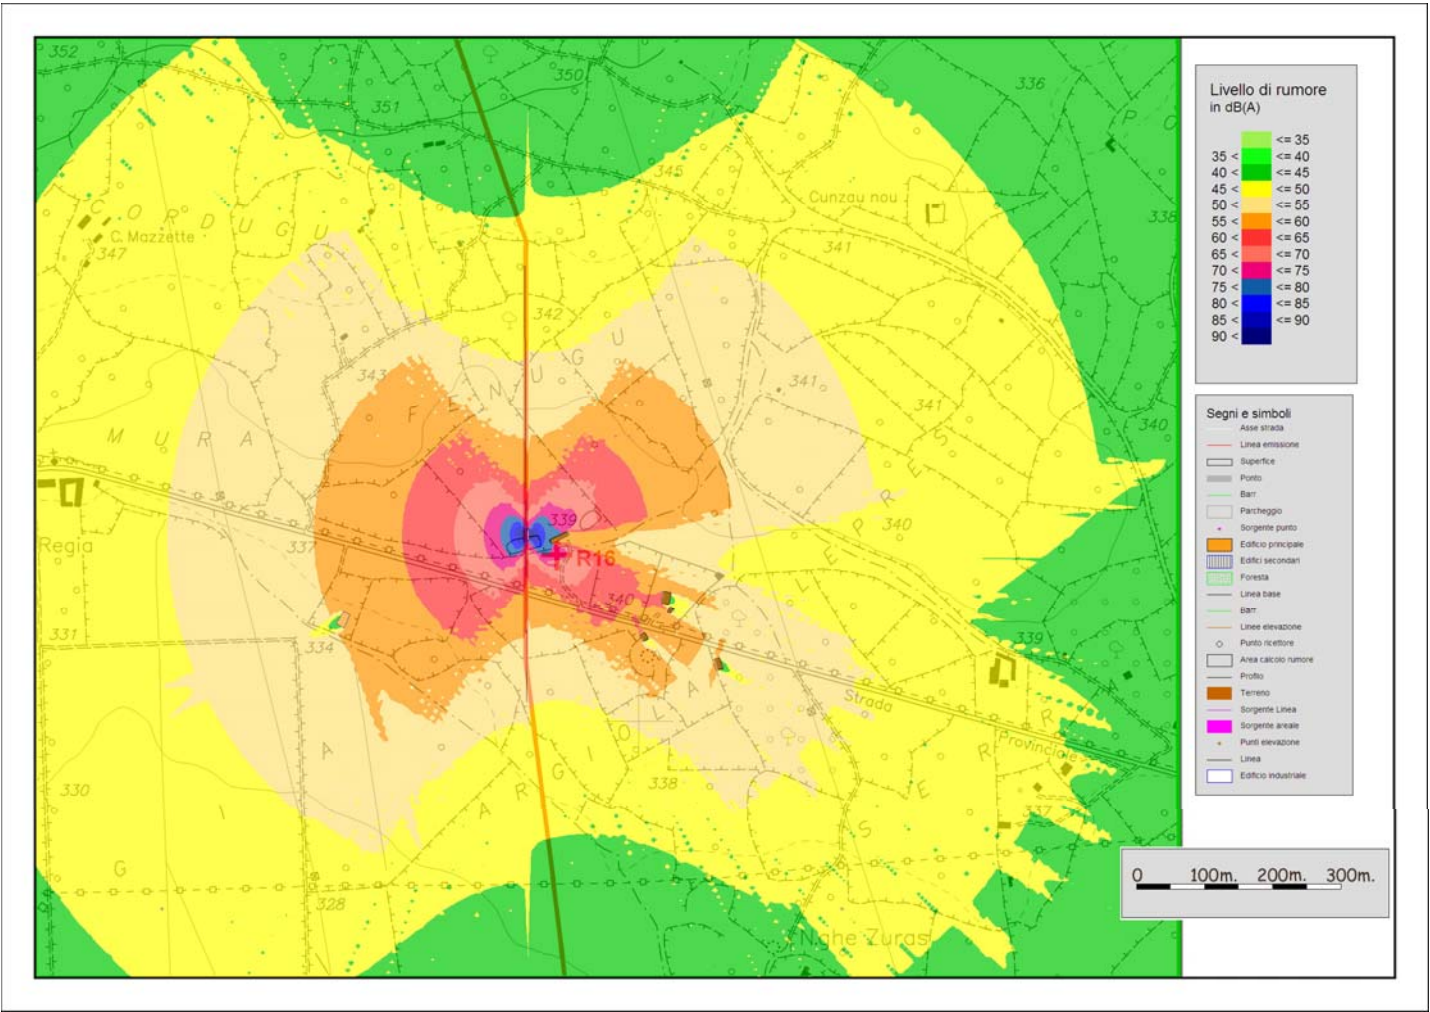 352
350
351
336
P O
345
Cunzau nou
338
C O R D U G U
C. Mazzette
347
341
342
F E N U G U
343
341
341
M U R A
340
L E P R E S
339
340
Regia
337
R16
340
331
334
339
Strada
Provinciale
A
330
I
G
A R G I O
A
338
S E R R
337
328
Nghe Zuras
Livello di rumore
in dB(A)
<= 35
35 < <= 40
40 < <= 45
45 < <= 50
50 < <= 55
55 < <= 60
60 < <= 65
65 < <= 70
70 < <= 75
75 < <= 80
80 < <= 85
85 < <= 90
90 <
Segni e simboli
Asse strada
Linea emissione
Superfice
Ponto
Barr
Parcheggio
Sorgente punto
Edificio principale
Edifici secondari
Foresta
Linea base
Barr
Linee elevazione
Punto ricettore
Area calcolo rumore
Profilo
Terreno
Sorgente Linea
Sorgente areale
Punti elevazione
Linea
Edificio industriale
0 100m. 200m. 300m.